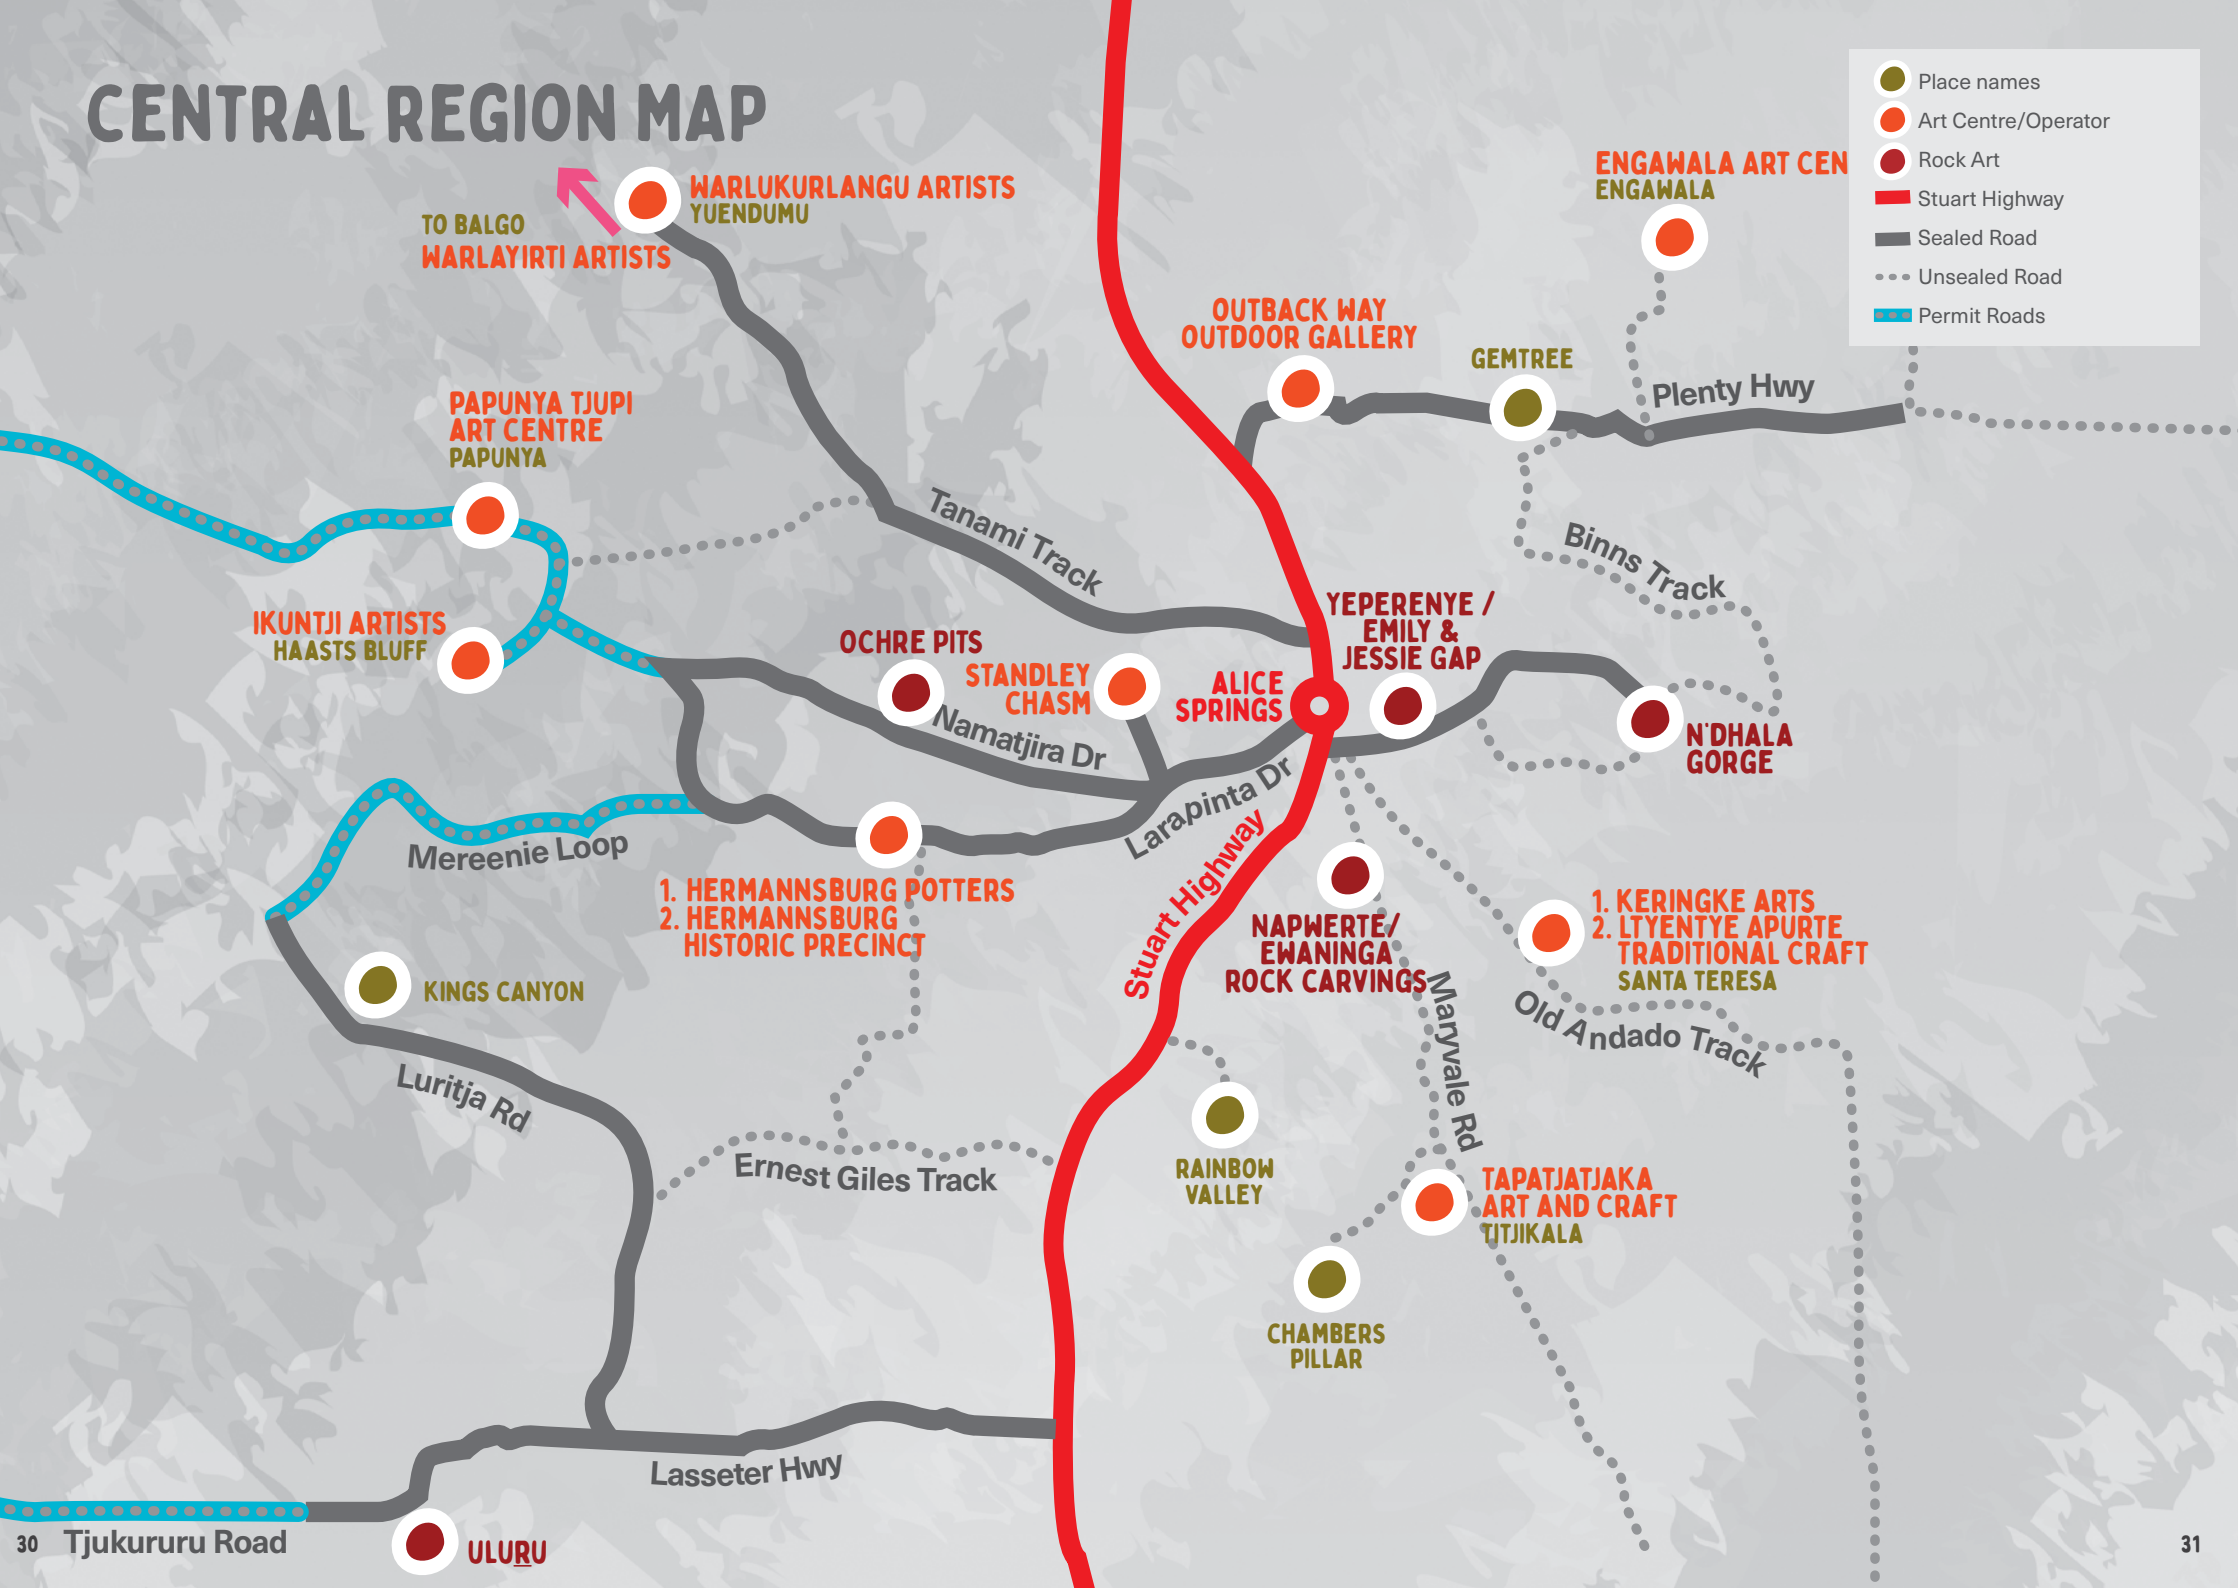 CENTRAL REGION MAP
Place names
Art Centre/Operator
Rock Art
Stuart Highway
Sealed Road
Unsealed Road
Permit Roads
WARLUKURLANGU ARTISTS
YUENDUMU
TO BALGO
WARLAYIRTI ARTISTS
ENGAWALA ART CEN
ENGAWALA
OUTBACK WAY
OUTDOOR GALLERY
GEMTREE
Plenty Hwy
PAPUNYA TJUPI
ART CENTRE
PAPUNYA
Tanami Track
Binns Track
IKUNTJI ARTISTS
HAASTS BLUFF
OCHRE PITS
STANDLEY
CHASM
YEPERENYE /
EMILY &
JESSIE GAP
ALICE
SPRINGS
Namatjira Dr
N'DHALA
GORGE
Larapinta Dr
Mereenie Loop
Stuart Highway
1. HERMANNSBURG POTTERS
2. HERMANNSBURG
HISTORIC PRECINCT
NAPWERTE/
EWANINGA
ROCK CARVINGS
1. KERINGKE ARTS
2. LTYENTYE APURTE
TRADITIONAL CRAFT
SANTA TERESA
KINGS CANYON
Maryvale Rd
Old Andado Track
Luritja Rd
Ernest Giles Track
RAINBOW
VALLEY
TAPATJATJAKA
ART AND CRAFT
TITJIKALA
CHAMBERS
PILLAR
Lasseter Hwy
30
Tjukururu Road
ULURU
31